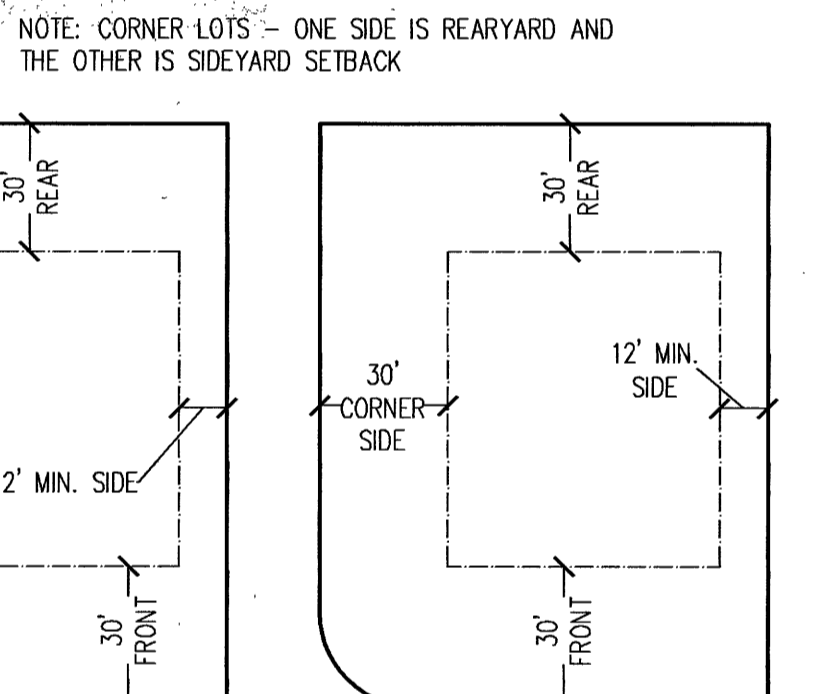 NOTE: CORNER LOTS – ONE SIDE IS REARYARD AND
THE OTHER IS SIDEYARD SETBACK
30'
REAR
30'
REAR
12' MIN.
SIDE
30'
CORNER
SIDE
2' MIN. SIDE
30'
FRONT
30'
FRONT